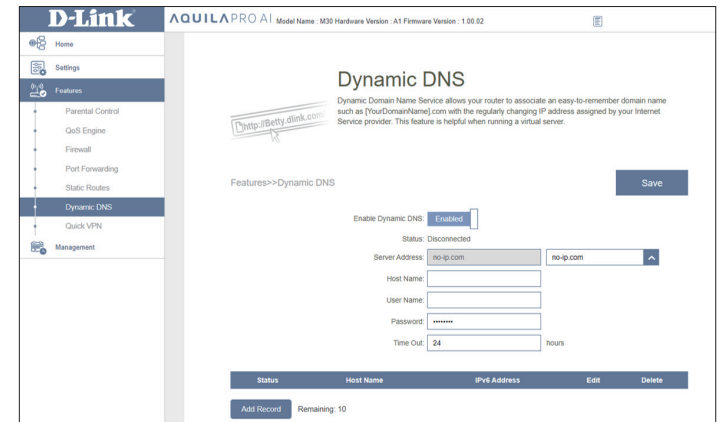 D-Link
AQUILA PRO AI Model Name : M30 Hardware Version : A1 Firmware Version : 1.00.02
Home
Settings
Features
Parental Control
QoS Engine
Firewall
Port Forwarding
Static Routes
Dynamic DNS
Quick VPN
Management
http://Betty.dlink.com
Dynamic DNS
Dynamic Domain Name Service allows your router to associate an easy-to-remember domain name
such as [YourDomainName].com with the regularly changing IP address assigned by your Internet
Service provider. This feature is helpful when running a virtual server.
Features>>Dynamic DNS
Save
Enable Dynamic DNS: Enabled
Status: Disconnected
Server Address: no-ip.com no-ip.com
Host Name:
User Name:
Password: ••••••••
Time Out: 24 hours
Status Host Name IPv6 Address Edit Delete
Add Record Remaining: 10